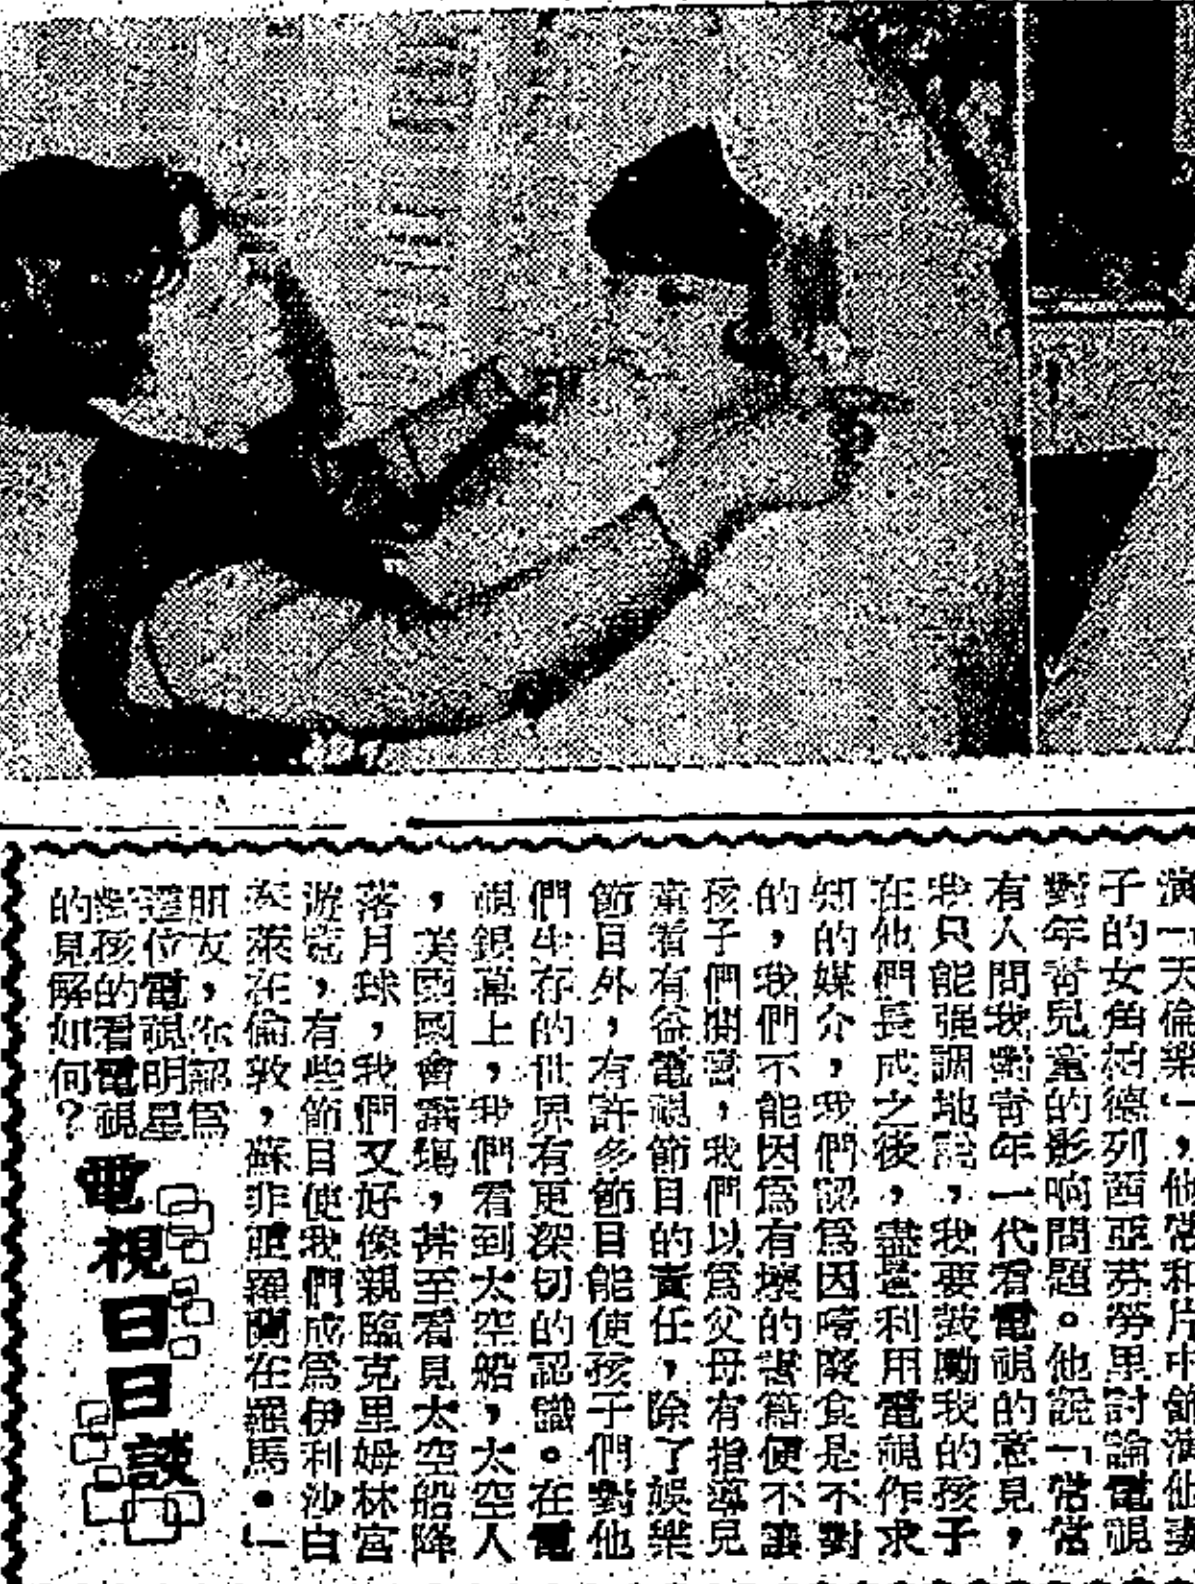 演「天倫樂」，他常和片中飾演他妻
子的女角柏德列西亞芬勞里討論電視
對年青兒童的影响問題。他說「常常
有人問我對青年一代看電視的意見，
我只能强調地說，我要鼓勵我的孩子
在他們長成之後，盡量利用電視作求
知的媒介，我們認爲因噎廢食是不對
的，我們不能因爲有壞的書籍便不讓
孩子們開書，我們以爲父母有指導兒
童看有益電視節目的責任，除了娛樂
節目外，有許多節目能使孩子們對他
們生存的世界有更深切的認識。在電
視銀幕上，我們看到太空船，太空人
，美國國會議塲，甚至看見太空船降
落月球，我們又好像親臨克里姆林宮
游覽，有些節目使我們成爲伊利沙白
在倫敦，蘇非亞羅蘭在羅馬。」
朋友，你認爲
這位電視明星
對孩的看電視
的見解如何？
電視日日談